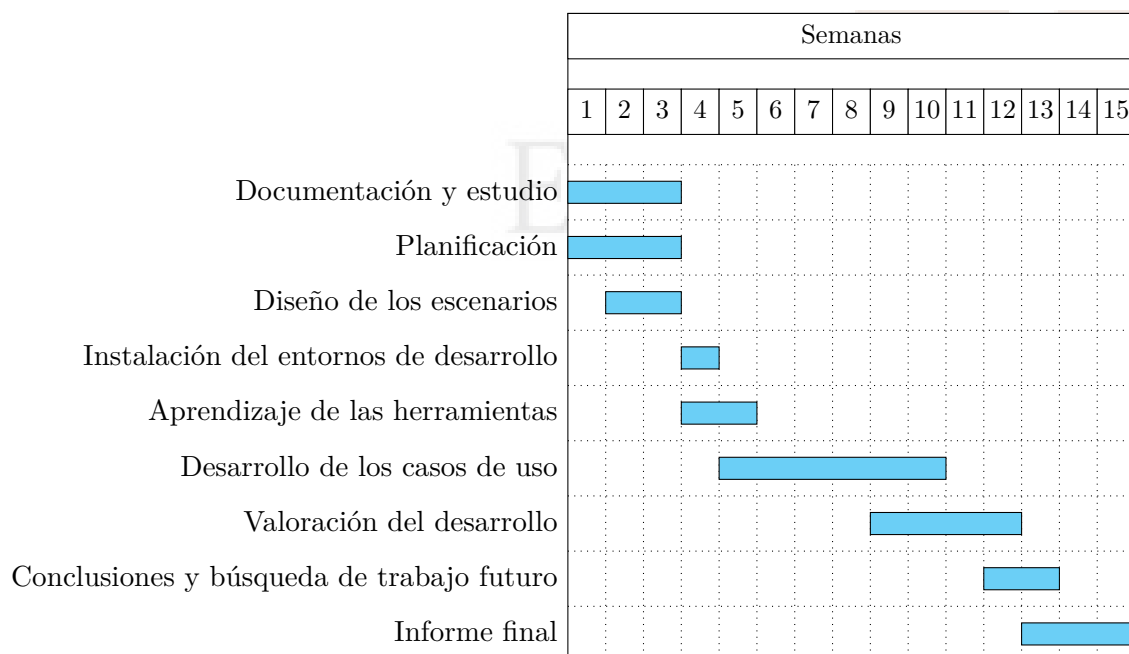 Semanas
1 2 3 4 5 6 7 8 9 10 11 12 13 14 15
Documentación y estudio
Planificación
Diseño de los escenarios
Instalación del entornos de desarrollo
Aprendizaje de las herramientas
Desarrollo de los casos de uso
Valoración del desarrollo
Conclusiones y búsqueda de trabajo futuro
Informe final